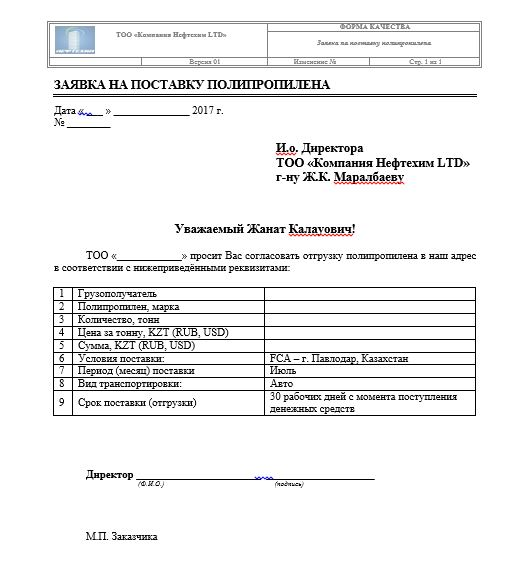 НЕФТЕХИМ
ТОО «Компания Нефтехим LTD»
ФОРМА КАЧЕСТВА
Заявка на поставку полипропилена
Версия 01 Изменение № Стр. 1 из 1
ЗАЯВКА НА ПОСТАВКУ ПОЛИПРОПИЛЕНА
Дата «___ » ______________ 2017 г.
№ ________
И.о. Директора
ТОО «Компания Нефтехим LTD»
г-ну Ж.К. Маралбаеву
Уважаемый Жанат Калауович!
ТОО «____________» просит Вас согласовать отгрузку полипропилена в наш адрес
в соответствии с нижеприведёнными реквизитами:
1 Грузополучатель
2 Полипропилен, марка
3 Количество, тонн
4 Цена за тонну, KZT (RUB, USD)
5 Сумма, KZT (RUB, USD)
6 Условия поставки: FCA – г. Павлодар, Казахстан
7 Период (месяц) поставки Июль
8 Вид транспортировки: Авто
9 Срок поставки (отгрузки) 30 рабочих дней с момента поступления
денежных средств
Директор ______________________ ____ ___________________
(Ф.И.О.) (подпись)
М.П. Заказчика